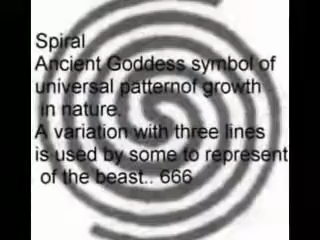 Spiral
Ancient Goddess symbol of
universal patternof growth
in nature.
A variation with three lines
is used by some to represent
of the beast.. 666